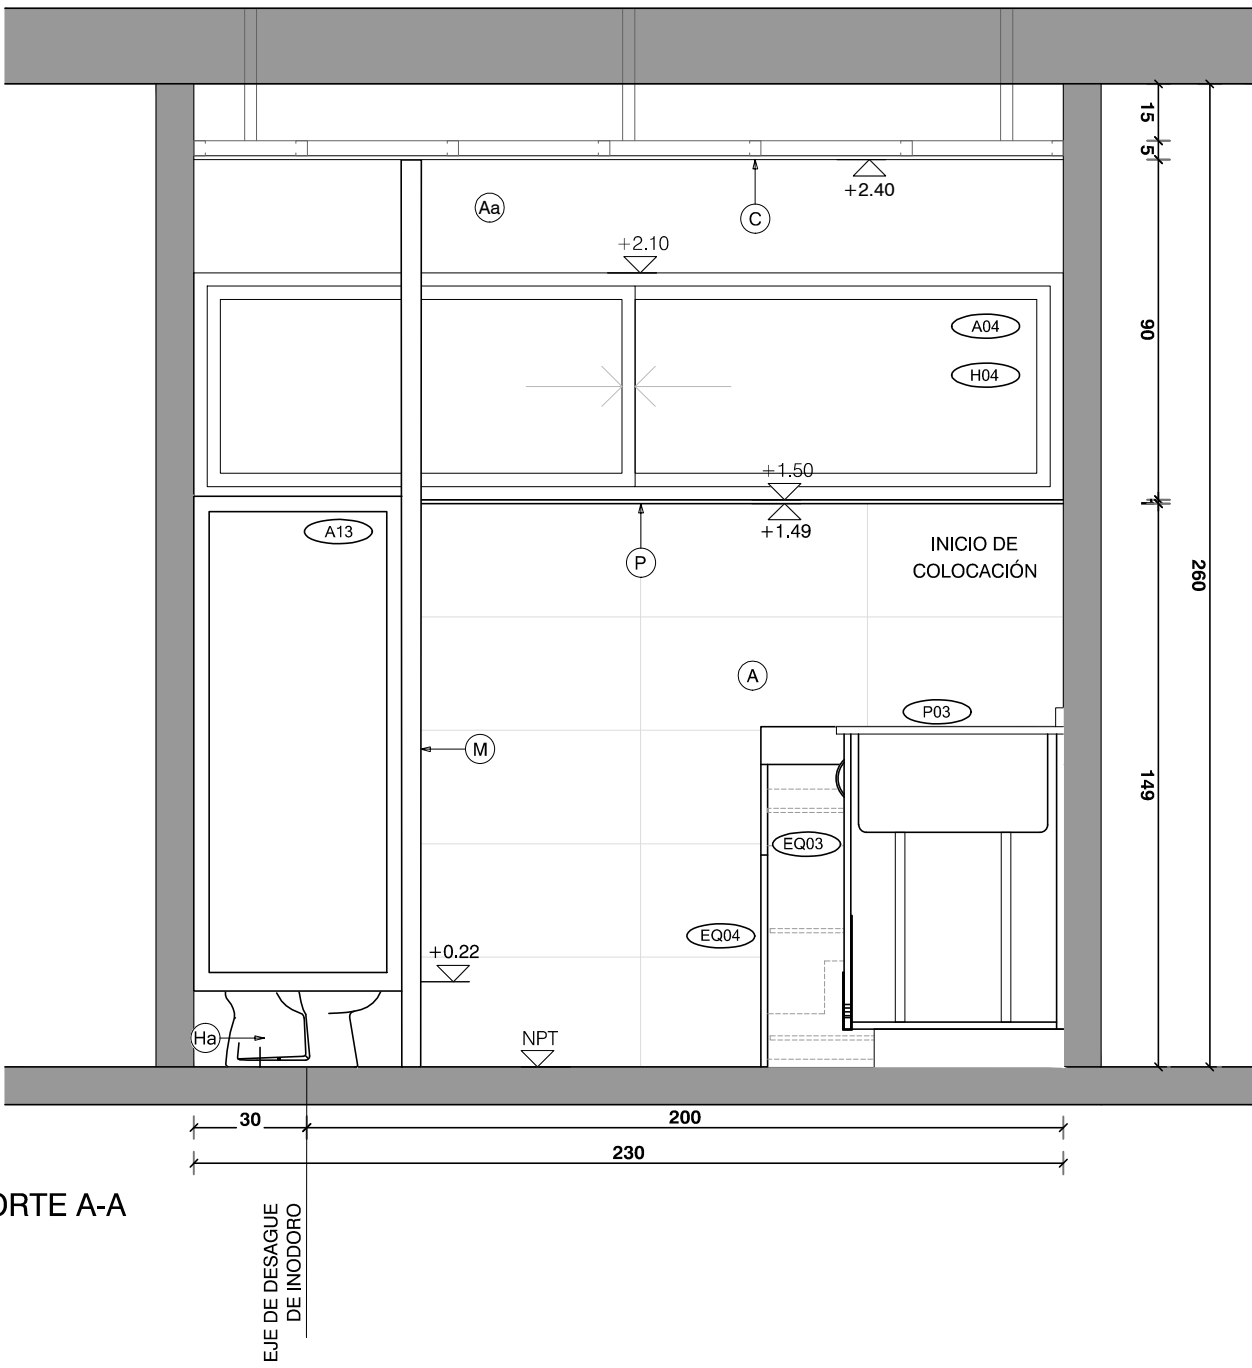 15
5
+2.40
Aa
C
+2.10
A04
H04
90
+1.50
+1.49
A13
INICIO DE
COLOCACIÓN
P
1
260
A
P03
M
149
EQ03
EQ04
+0.22
Ha
NPT
30
200
230
ORTE A-A
EJE DE DESAGUE
DE INODORO